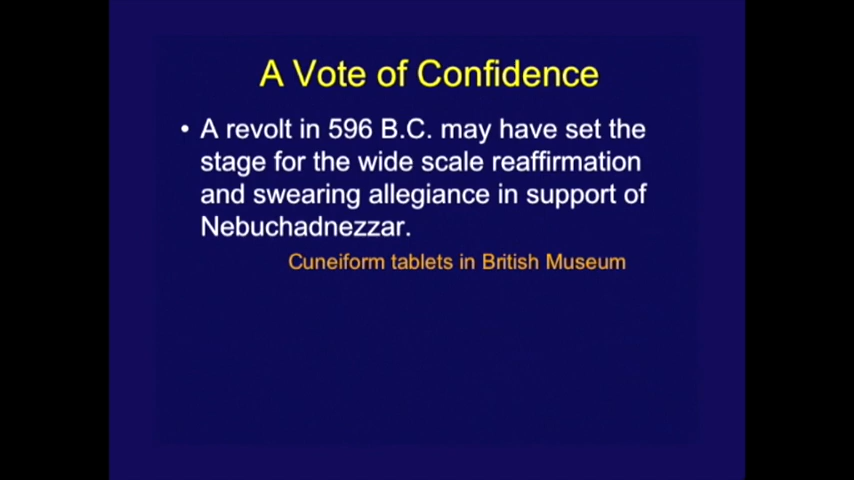 A Vote of Confidence
• A revolt in 596 B.C. may have set the
stage for the wide scale reaffirmation
and swearing allegiance in support of
Nebuchadnezzar.
Cuneiform tablets in British Museum